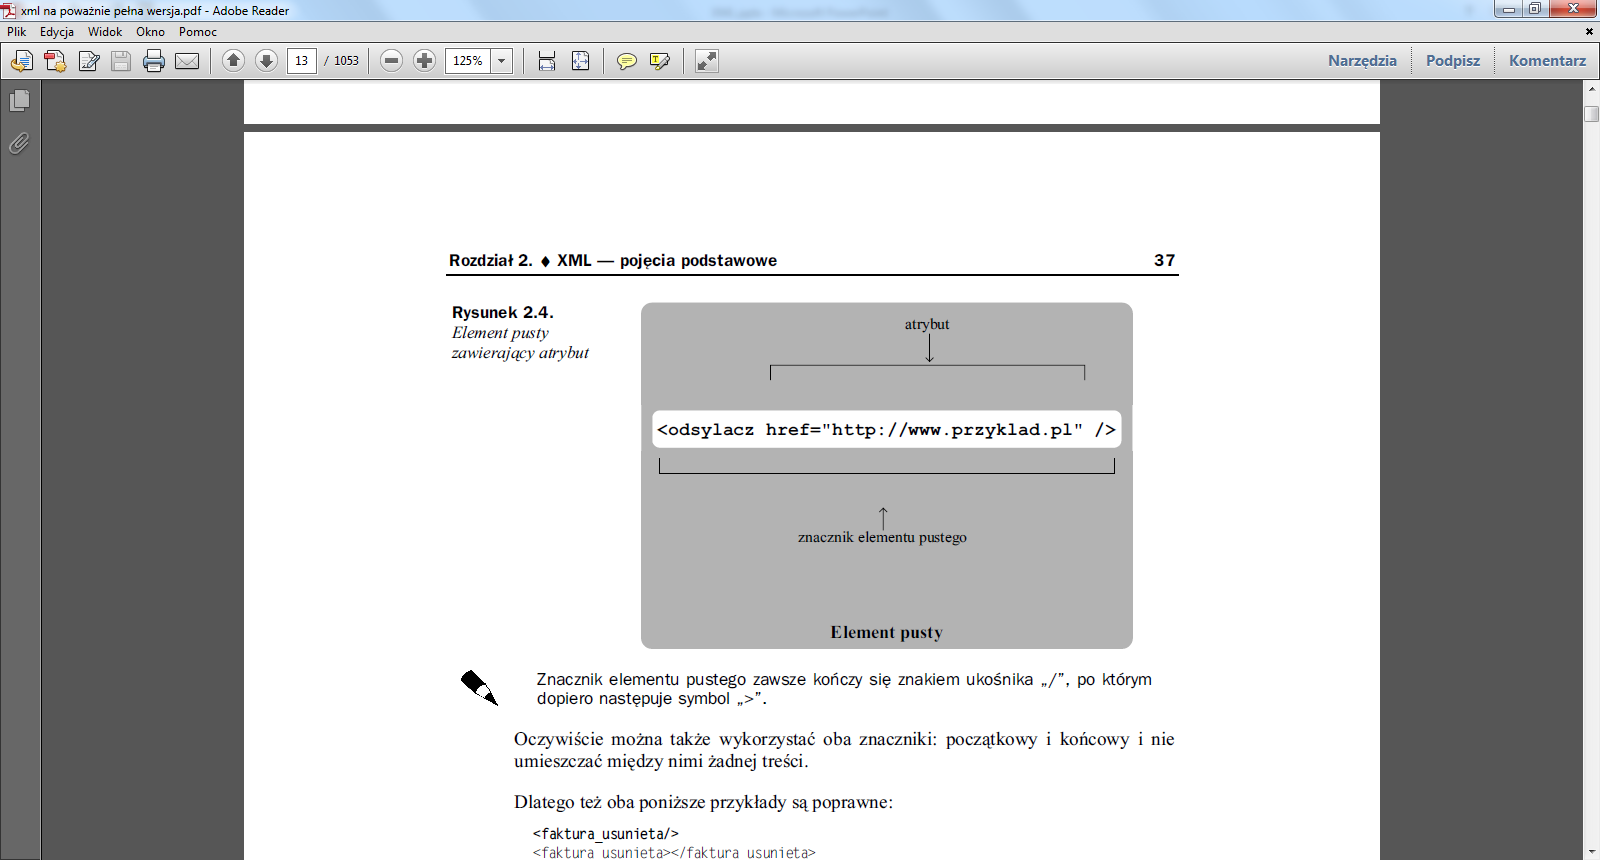 xml na poważnie pełna wersja.pdf - Adobe Reader
Plik Edycja Widok Okno Pomoc
13 / 1053 125% Narzędzia Podpisz Komentarz
Rozdział 2. ♦ XML — pojęcia podstawowe 37
Rysunek 2.4.
Element pusty
zawierający atrybut
atrybut
<odsylacz href="http://www.przyklad.pl" />
znacznik elementu pustego
Element pusty
Znacznik elementu pustego zawsze kończy się znakiem ukośnika „/”, po którym
dopiero następuje symbol „>”.
Oczywiście można także wykorzystać oba znaczniki: początkowy i końcowy i nie
umieszczać między nimi żadnej treści.
Dlatego też oba poniższe przykłady są poprawne:
<faktura_usunieta/>
<faktura_usunieta></faktura_usunieta>